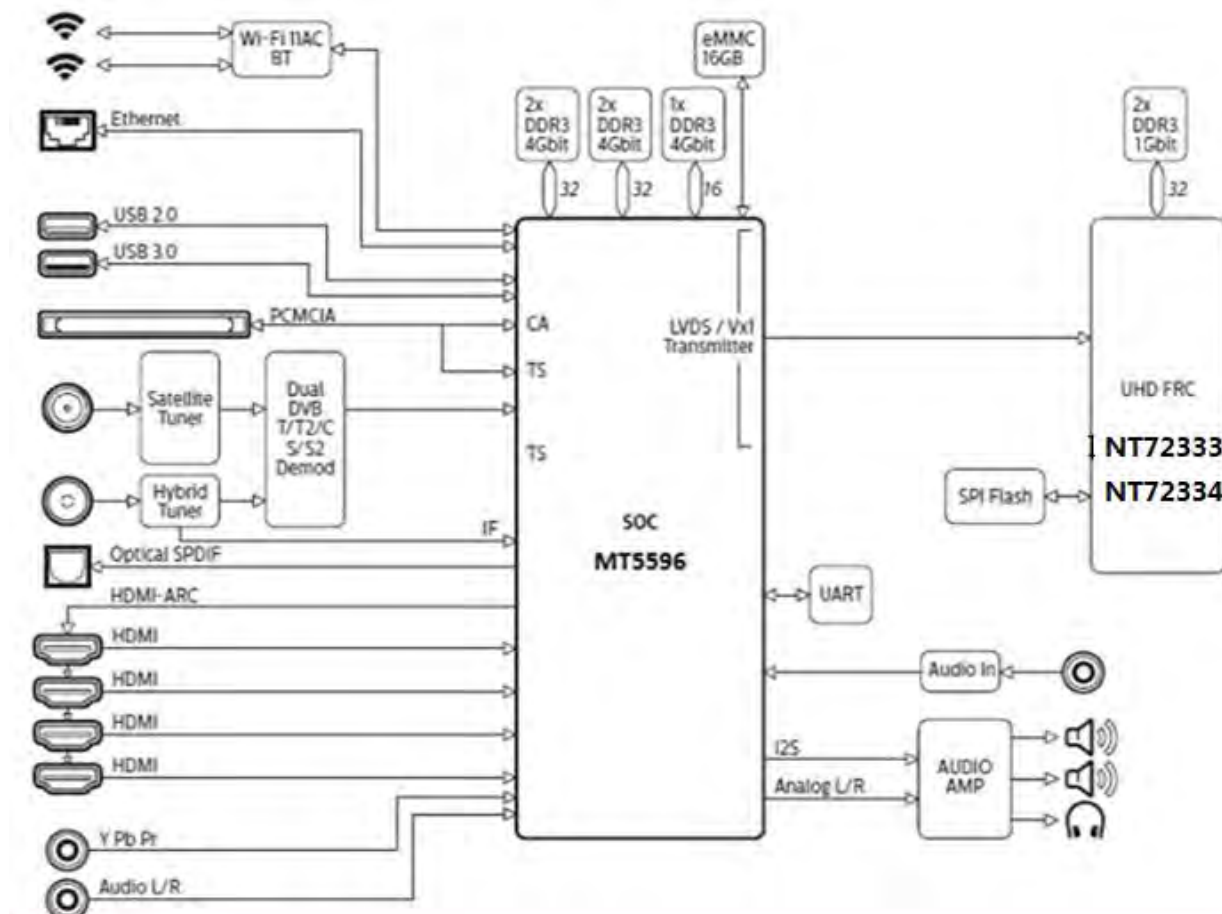 Wi-Fi 11AC
BT
eMMC
16GB
2x
DDR3
4Gbit
2x
DDR3
4Gbit
1x
DDR3
4Gbit
2x
DDR3
1Gbit
Ethernet
32
32
16
32
USB 2.0
USB 3.0
PCMCIA
CA
LVDS / Vx1
Transmitter
TS
Satellite
Tuner
Dual
DVB
T/T2/C
S/S2
Demod
UHD FRC
TS
NT72333
Hybrid
Tuner
SPI Flash
NT72334
IF
SOC
MT5596
Optical SPDIF
HDMI-ARC
UART
HDMI
Audio In
HDMI
HDMI
I2S
HDMI
AUDIO
AMP
Analog L/R
Y Pb Pr
Audio L/R